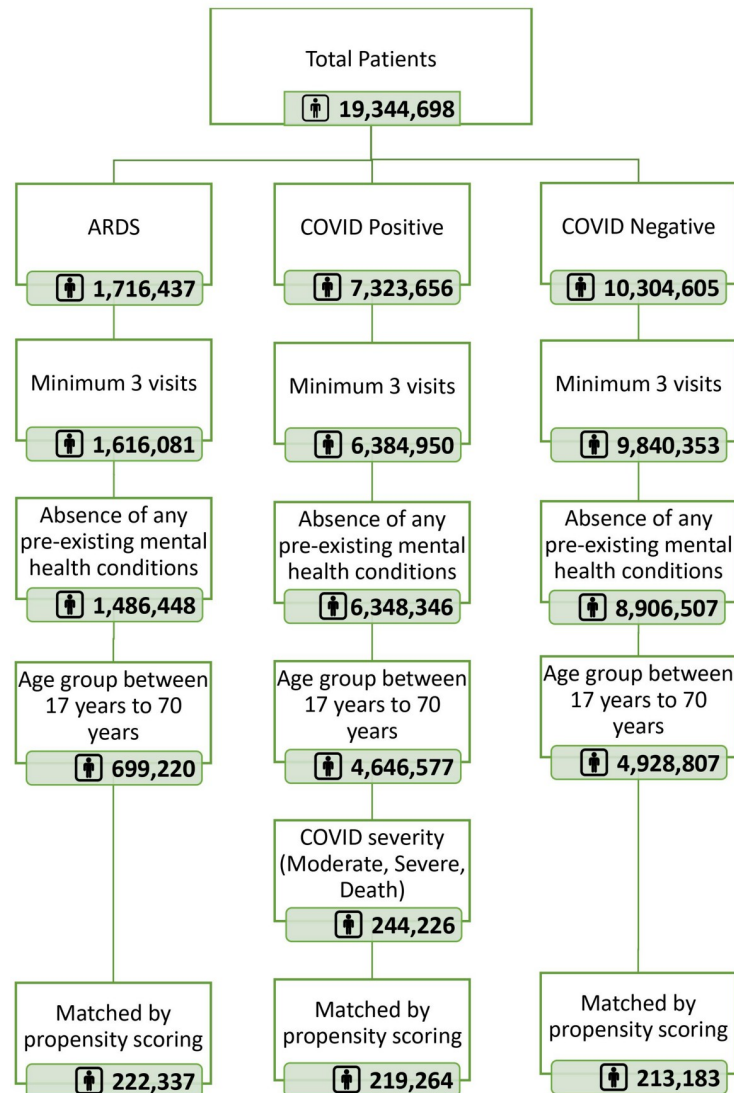 Total Patients
19,344,698
ARDS
1,716,437
Minimum 3 visits
1,616,081
Absence of any
pre-existing mental
health conditions
1,486,448
Age group between
17 years to 70
years
699,220
Matched by
propensity scoring
222,337
COVID Positive
7,323,656
Minimum 3 visits
6,384,950
Absence of any
pre-existing mental
health conditions
6,348,346
Age group between
17 years to 70
years
4,646,577
COVID severity
(Moderate, Severe,
Death)
244,226
Matched by
propensity scoring
219,264
COVID Negative
10,304,605
Minimum 3 visits
9,840,353
Absence of any
pre-existing mental
health conditions
8,906,507
Age group between
17 years to 70
years
4,928,807
Matched by
propensity scoring
213,183